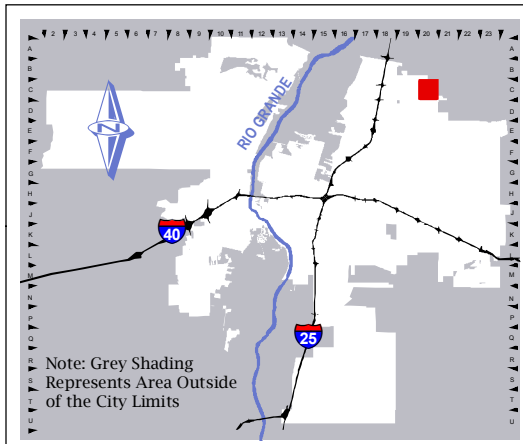 2 3 4 5 6 7 8 9 10 11 12 13 14 15 16 17 18 19 20 21 22 23
A A
B B
C C
D D
E E
F F
G G
H H
J J
K K
L L
M M
N N
P P
Q Q
R R
S S
T T
U U
N
RIO GRANDE
40
25
Note: Grey Shading
Represents Area Outside
of the City Limits